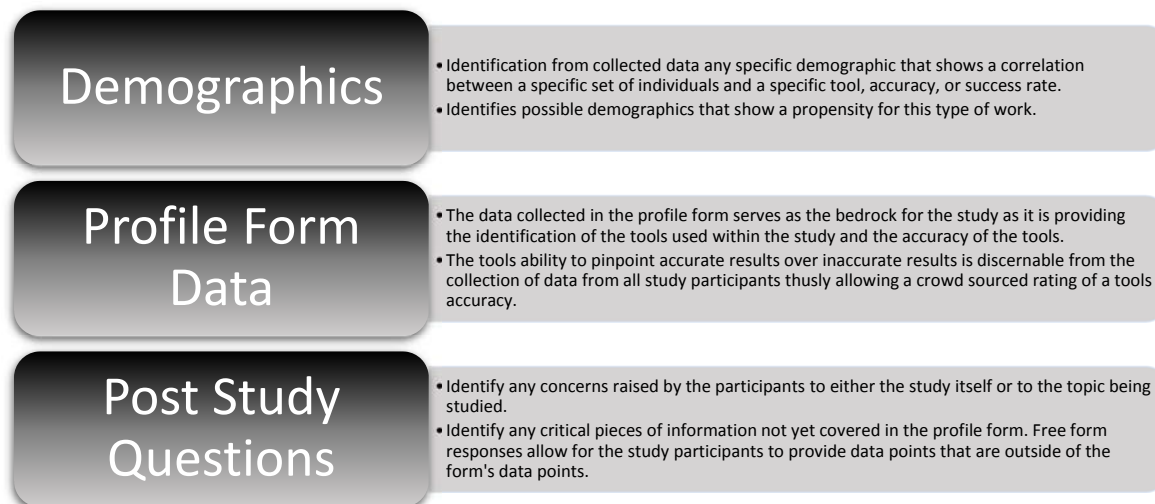 Demographics
• Identification from collected data any specific demographic that shows a correlation
between a specific set of individuals and a specific tool, accuracy, or success rate.
• Identifies possible demographics that show a propensity for this type of work.
Profile Form
Data
• The data collected in the profile form serves as the bedrock for the study as it is providing
the identification of the tools used within the study and the accuracy of the tools.
• The tools ability to pinpoint accurate results over inaccurate results is discernable from the
collection of data from all study participants thusly allowing a crowd sourced rating of a tools
accuracy.
Post Study
Questions
• Identify any concerns raised by the participants to either the study itself or to the topic being
studied.
• Identify any critical pieces of information not yet covered in the profile form. Free form
responses allow for the study participants to provide data points that are outside of the
form's data points.